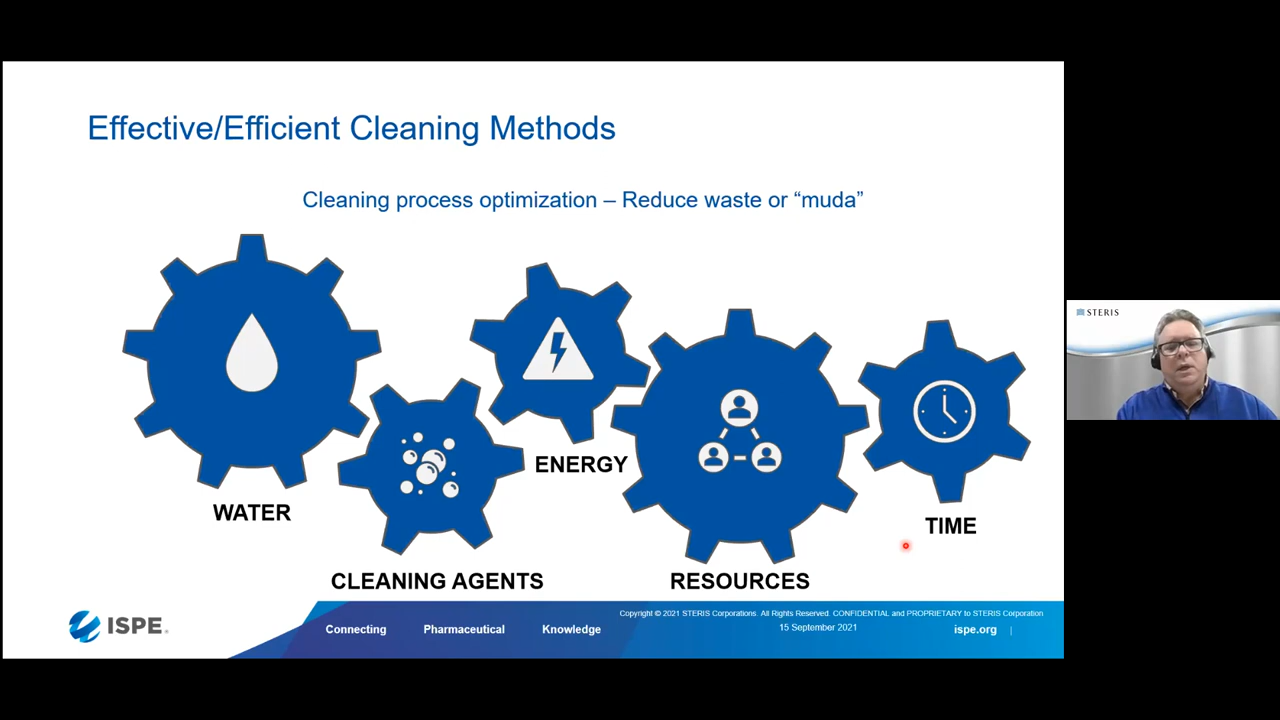 Effective/Efficient Cleaning Methods
Cleaning process optimization – Reduce waste or “muda”
WATER
CLEANING AGENTS
ENERGY
RESOURCES
TIME
ISPE
Connecting
Pharmaceutical
Knowledge
Copyright © 2021 STERIS Corporations. All Rights Reserved. CONFIDENTIAL and PROPRIETARY to STERIS Corporation
15 September 2021
ispe.org |
STERIS